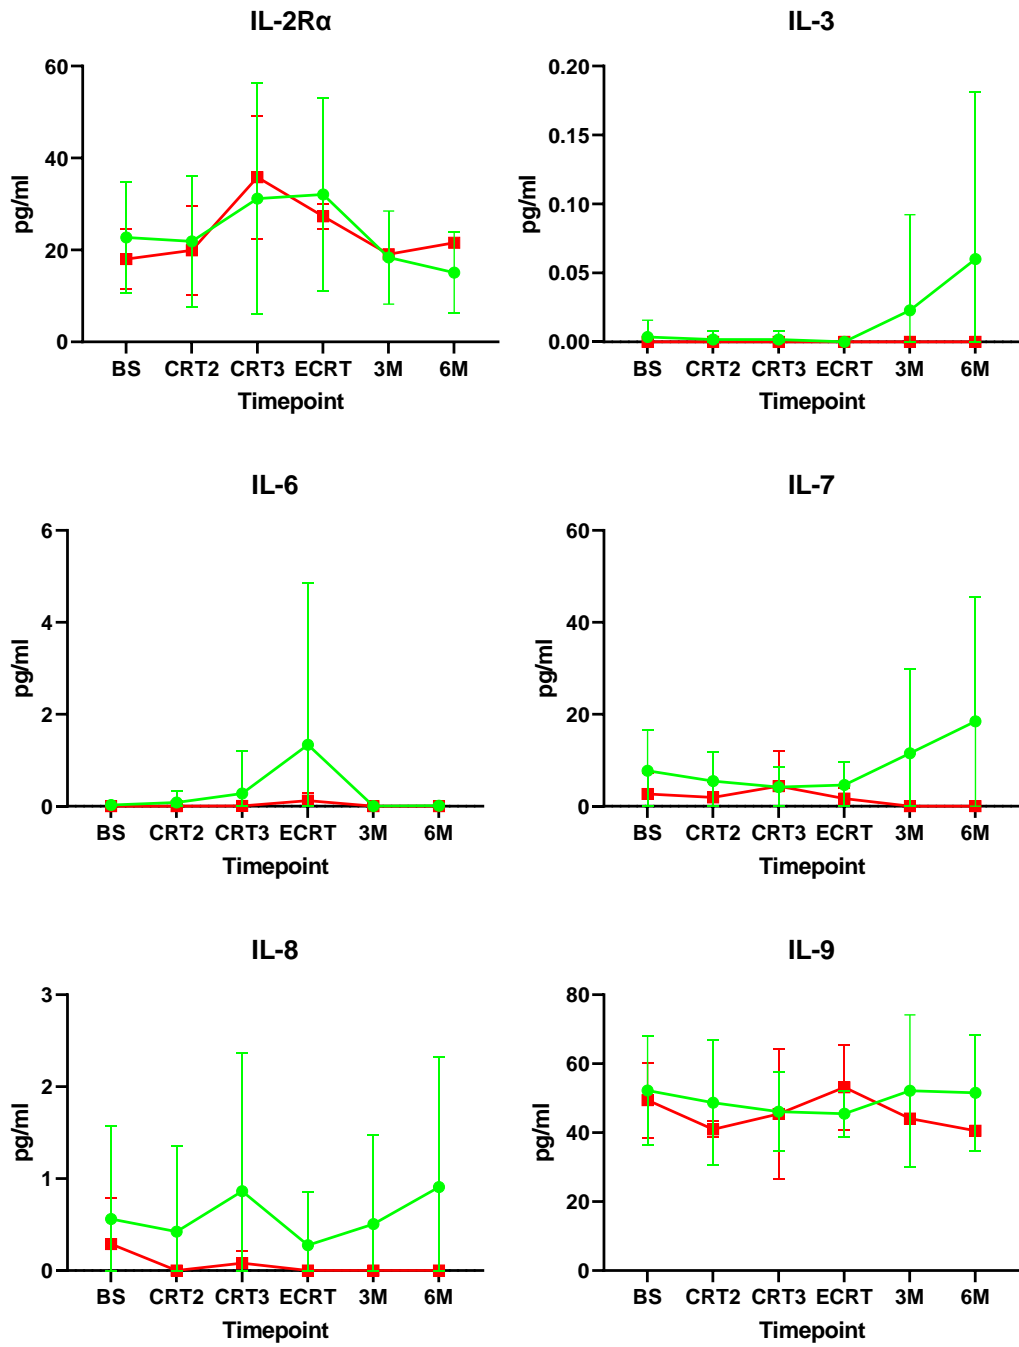 IL-2Rα
60
40
20
0
pg/ml
BS CRT2 CRT3 ECRT 3M 6M
Timepoint
IL-3
0.20
0.15
0.10
0.05
0.00
pg/ml
BS CRT2 CRT3 ECRT 3M 6M
Timepoint
IL-6
6
4
2
0
pg/ml
BS CRT2 CRT3 ECRT 3M 6M
Timepoint
IL-7
60
40
20
0
pg/ml
BS CRT2 CRT3 ECRT 3M 6M
Timepoint
IL-8
3
2
1
0
pg/ml
BS CRT2 CRT3 ECRT 3M 6M
Timepoint
IL-9
80
60
40
20
0
pg/ml
BS CRT2 CRT3 ECRT 3M 6M
Timepoint